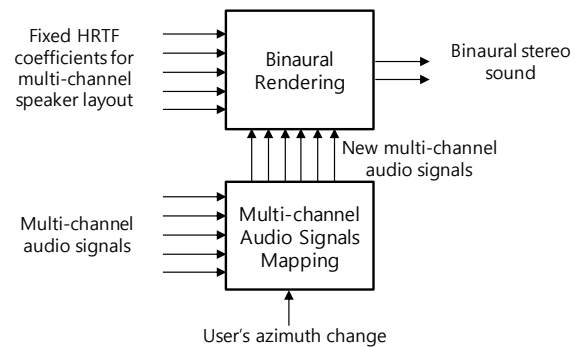 Fixed HRTF
coefficients for
multi-channel
speaker layout
Binaural
Rendering
Binaural stereo
sound
New multi-channel
audio signals
Multi-channel
audio signals
Multi-channel
Audio Signals
Mapping
User's azimuth change